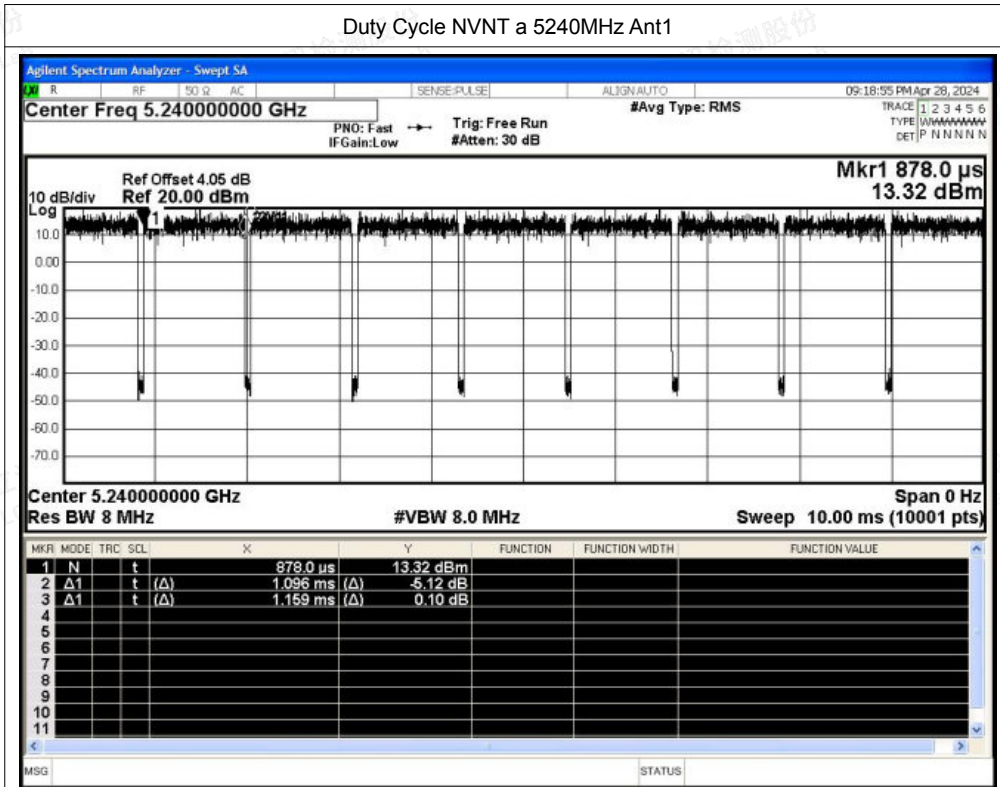 Duty Cycle NVNT a 5240MHz Ant1
Agilent Spectrum Analyzer - Swept SA
R RF 50 Ω AC SENSE:PULSE ALIGN AUTO 09:18:55 PM Apr 28, 2024
Center Freq 5.240000000 GHz #Avg Type: RMS TRACE 1 2 3 4 5 6
PNO: Fast Trig: Free Run TYPE
IFGain:Low #Atten: 30 dB DET P N N N N N
Mkr1 878.0 µs
13.32 dBm
Ref Offset 4.05 dB
10 dB/div Ref 20.00 dBm
Log
1
10.0
0.00
-10.0
-20.0
-30.0
-40.0
-50.0
-60.0
-70.0
Center 5.240000000 GHz Span 0 Hz
Res BW 8 MHz #VBW 8.0 MHz Sweep 10.00 ms (10001 pts)
MKR MODE TRC SCL X Y FUNCTION FUNCTION WIDTH FUNCTION VALUE
1 N t 878.0 µs 13.32 dBm
2 Δ1 t (Δ) 1.096 ms (Δ) -5.12 dB
3 Δ1 t (Δ) 1.159 ms (Δ) 0.10 dB
4
5
6
7
8
9
10
11
MSG STATUS